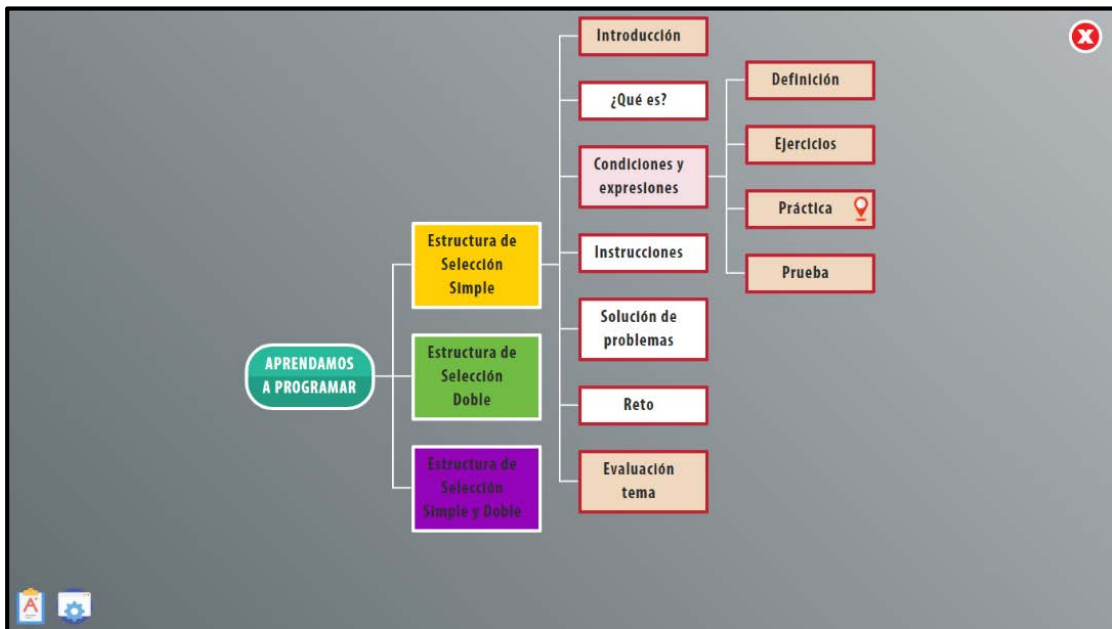 APRENDAMOS
A PROGRAMAR
Estructura de
Selección
Simple
Estructura de
Selección
Doble
Estructura de
Selección
Simple y Doble
Introducción
¿Qué es?
Condiciones y
expresiones
Instrucciones
Solución de
problemas
Reto
Evaluación
tema
Definición
Ejercicios
Práctica
Prueba
X
A+